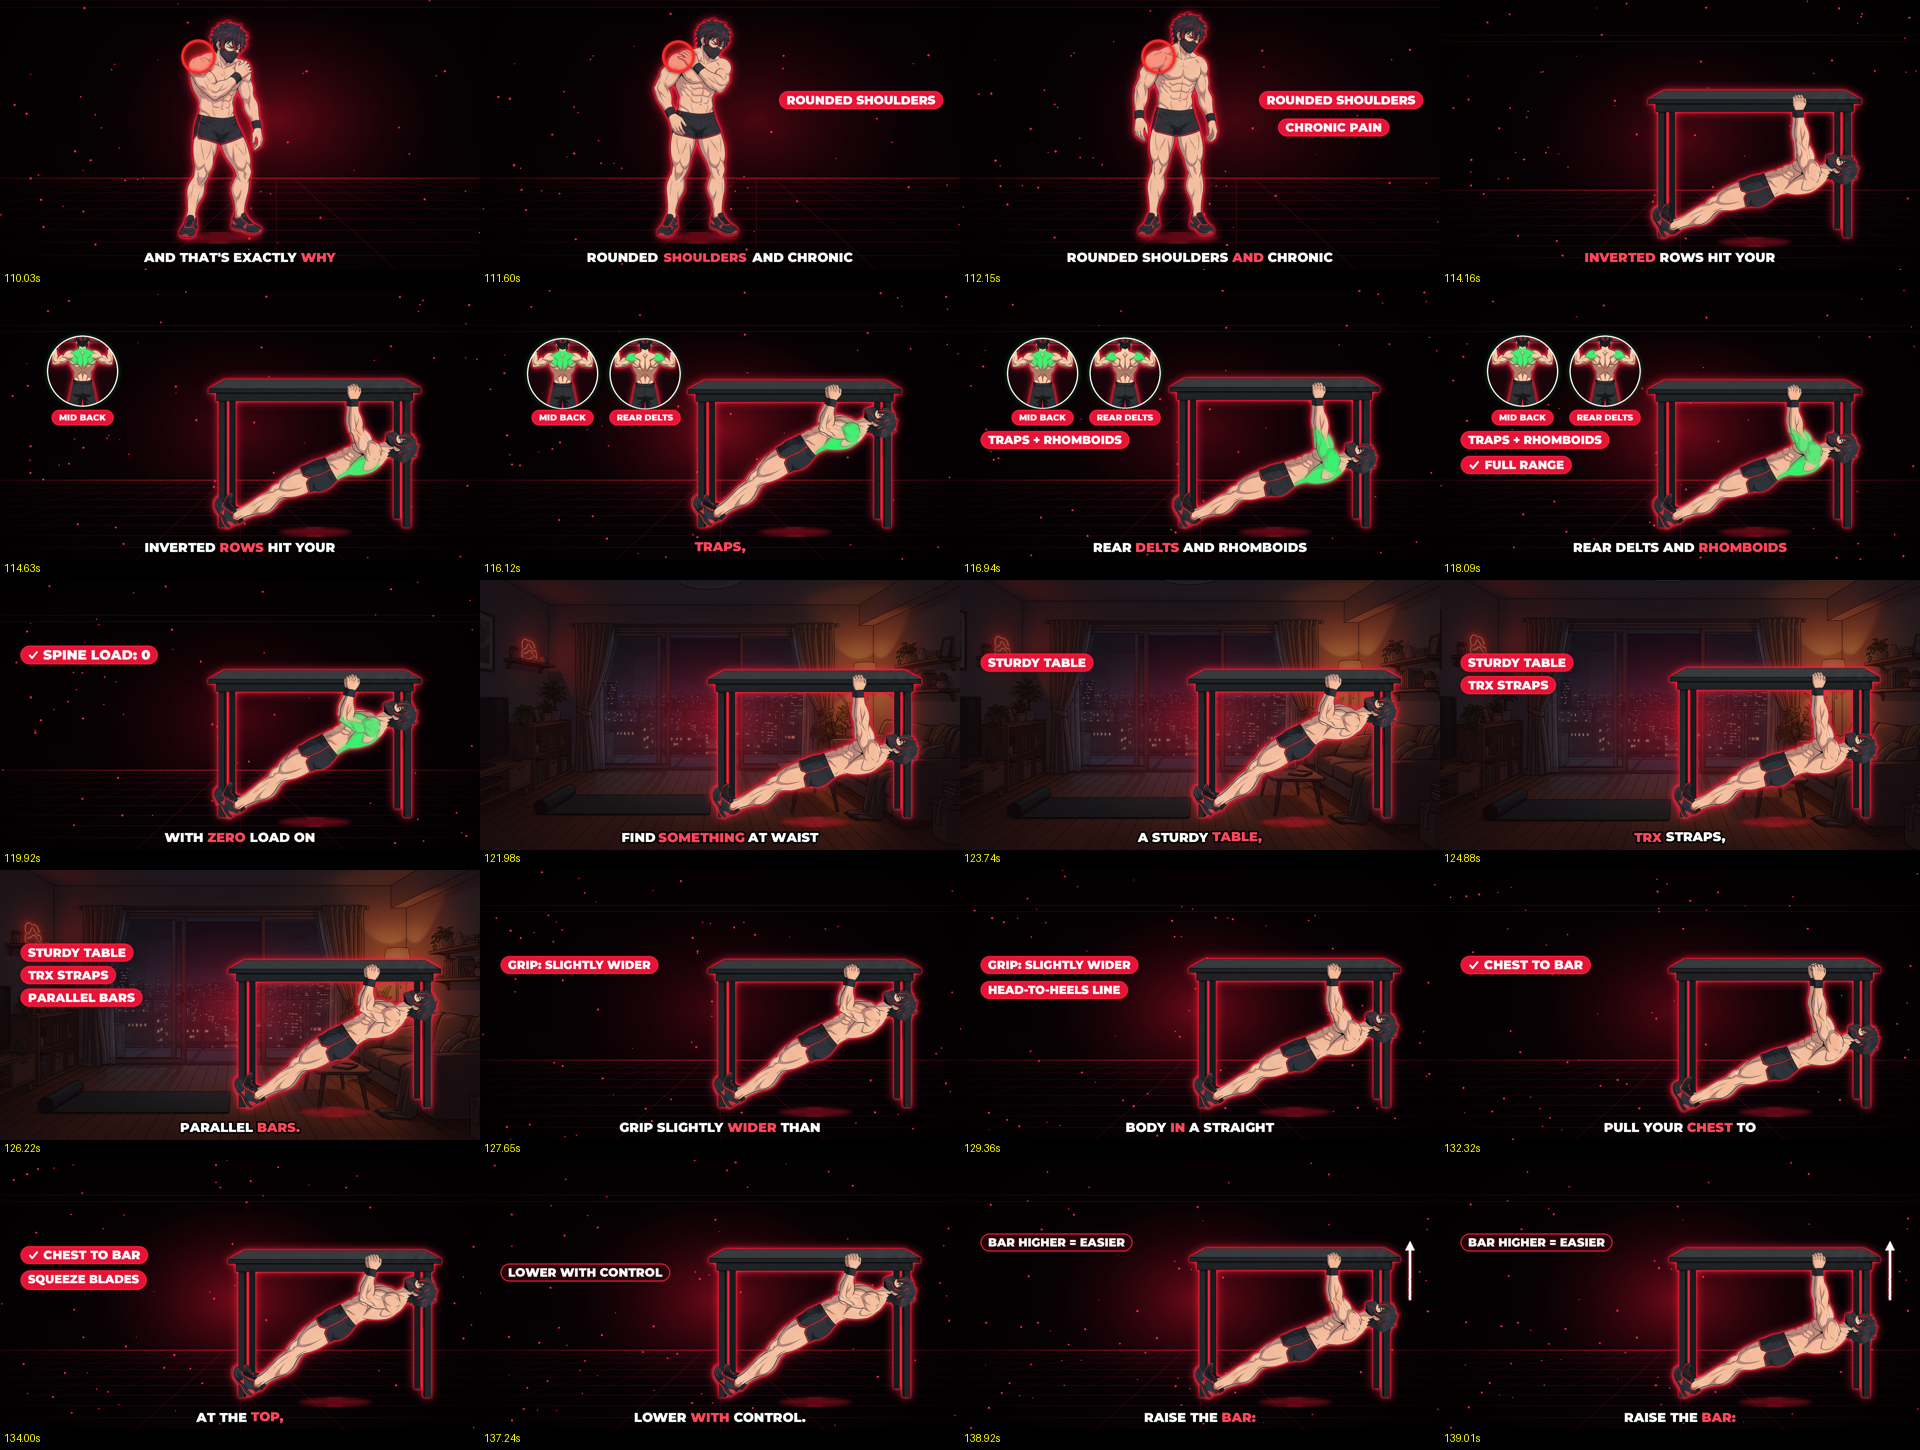 AND THAT'S EXACTLY WHY
110.03s
ROUNDED SHOULDERS
ROUNDED SHOULDERS AND CHRONIC
111.60s
ROUNDED SHOULDERS
CHRONIC PAIN
ROUNDED SHOULDERS AND CHRONIC
112.15s
INVERTED ROWS HIT YOUR
114.16s
MID BACK
INVERTED ROWS HIT YOUR
114.63s
MID BACK
REAR DELTS
TRAPS,
116.12s
MID BACK
REAR DELTS
TRAPS + RHOMBOIDS
REAR DELTS AND RHOMBOIDS
116.94s
MID BACK
REAR DELTS
TRAPS + RHOMBOIDS
✓ FULL RANGE
REAR DELTS AND RHOMBOIDS
118.09s
✓ SPINE LOAD: 0
WITH ZERO LOAD ON
119.92s
FIND SOMETHING AT WAIST
121.98s
STURDY TABLE
A STURDY TABLE,
123.74s
STURDY TABLE
TRX STRAPS
TRX STRAPS,
124.88s
STURDY TABLE
TRX STRAPS
PARALLEL BARS
PARALLEL BARS.
126.22s
GRIP: SLIGHTLY WIDER
GRIP SLIGHTLY WIDER THAN
127.65s
GRIP: SLIGHTLY WIDER
HEAD-TO-HEELS LINE
BODY IN A STRAIGHT
129.36s
✓ CHEST TO BAR
PULL YOUR CHEST TO
132.32s
✓ CHEST TO BAR
SQUEEZE BLADES
AT THE TOP,
134.00s
LOWER WITH CONTROL
LOWER WITH CONTROL.
137.24s
BAR HIGHER = EASIER
RAISE THE BAR:
138.92s
BAR HIGHER = EASIER
RAISE THE BAR:
139.01s